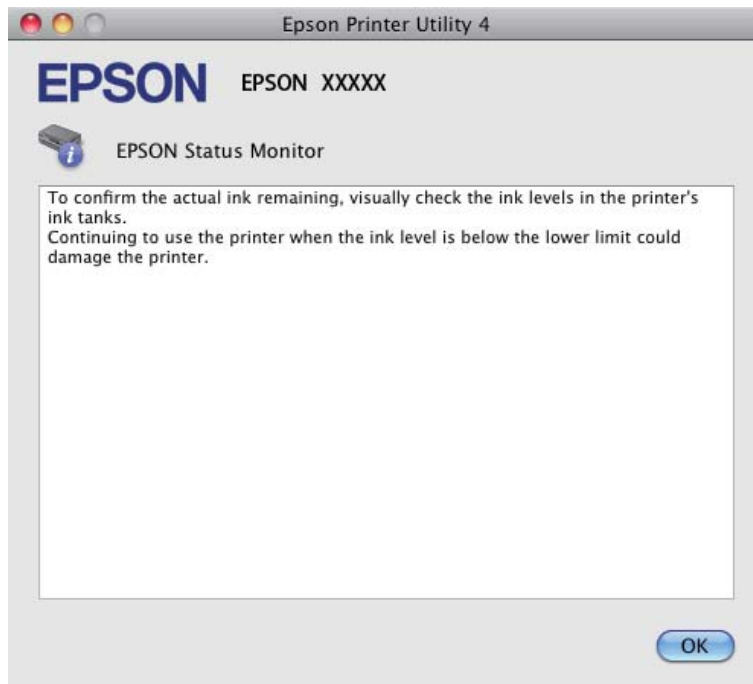 Epson Printer Utility 4
EPSON EPSON XXXXX
EPSON Status Monitor
To confirm the actual ink remaining, visually check the ink levels in the printer's
ink tanks.
Continuing to use the printer when the ink level is below the lower limit could
damage the printer.
OK